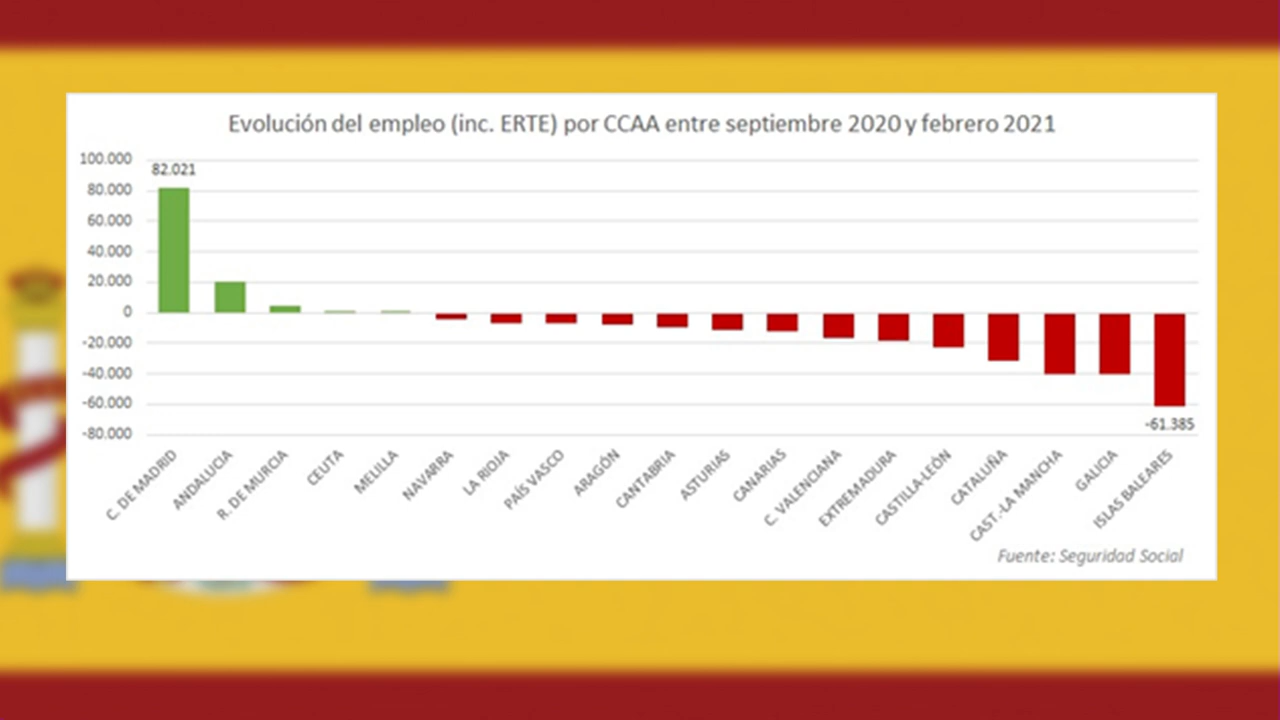 Evolución del empleo (inc. ERTE) por CCAA entre septiembre 2020 y febrero 2021
100.000
80.000
60.000
40.000
20.000
0
-20.000
-40.000
-60.000
-80.000
82.021
-61.385
C. DE MADRID
ANDALUCIA
R. DE MURCIA
CEUTA
MELILLA
NAVARRA
LA RIOJA
PAÍS VASCO
ARAGÓN
CANTABRIA
ASTURIAS
CANARIAS
C. VALENCIANA
EXTREMADURA
CASTILLA-LEÓN
CATALUÑA
CAST.-LA MANCHA
GALICIA
ISLAS BALEARES
Fuente: Seguridad Social